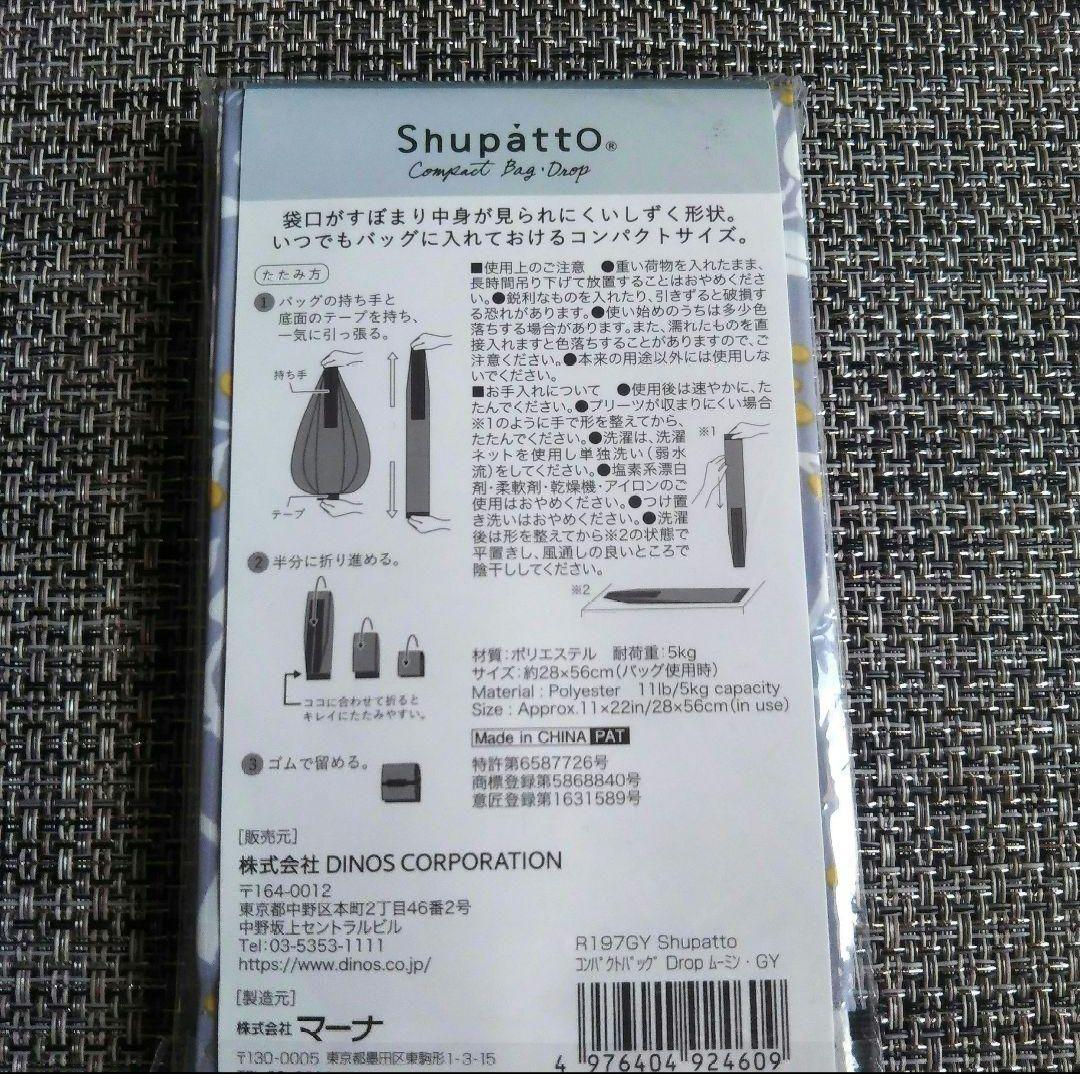 Shupatto®
Compact Bag・Drop
袋口がすぼまり中身が見られにくいしずく形状。
いつでもバッグに入れておけるコンパクトサイズ。
たたみ方
1 バッグの持ち手と
底面のテープを持ち、
一気に引っ張る。
持ち手
テープ
2 半分に折り進める。
ココに合わせて折ると
キレイにたたみやすい。
3 ゴムで留める。
■使用上のご注意　●重い荷物を入れたまま、
長時間吊り下げて放置することはおやめくださ
い。●鋭利なものを入れたり、引きずると破損す
る恐れがあります。●使い始めのうちは多少色
落ちする場合があります。また、濡れたものを直
接入れますと色落ちすることがありますので、ご
注意ください。●本来の用途以外には使用しな
いでください。
■お手入れについて　●使用後は速やかに、た
たんでください。●プリーツが収まりにくい場合
※1のように手で形を整えてから、
たたんでください。●洗濯は、洗濯
ネットを使用し単独洗い（弱水
流）をしてください。●塩素系漂白
剤・柔軟剤・乾燥機・アイロンのご
使用はおやめください。●つけ置
き洗いはおやめください。●洗濯
後は形を整えてから※2の状態で
平置きし、風通しの良いところで
陰干ししてください。
※1
※2
材質：ポリエステル　耐荷重：5kg
サイズ：約28×56cm（バッグ使用時）
Material : Polyester　11lb/5kg capacity
Size : Approx.11×22in/28×56cm(in use)
Made in CHINA PAT
特許第6587726号
商標登録第5868840号
意匠登録第1631589号
［販売元］
株式会社 DINOS CORPORATION
〒164-0012
東京都中野区本町2丁目46番2号
中野坂上セントラルビル
Tel:03-5353-1111
https://www.dinos.co.jp/
［製造元］
株式会社 マーナ
〒130-0005 東京都墨田区東駒形1-3-15
R197GY Shupatto
ｺﾝﾊﾟｸﾄﾊﾞｯｸﾞ Drop ﾑｰﾐﾝ・GY
4 976404 924609